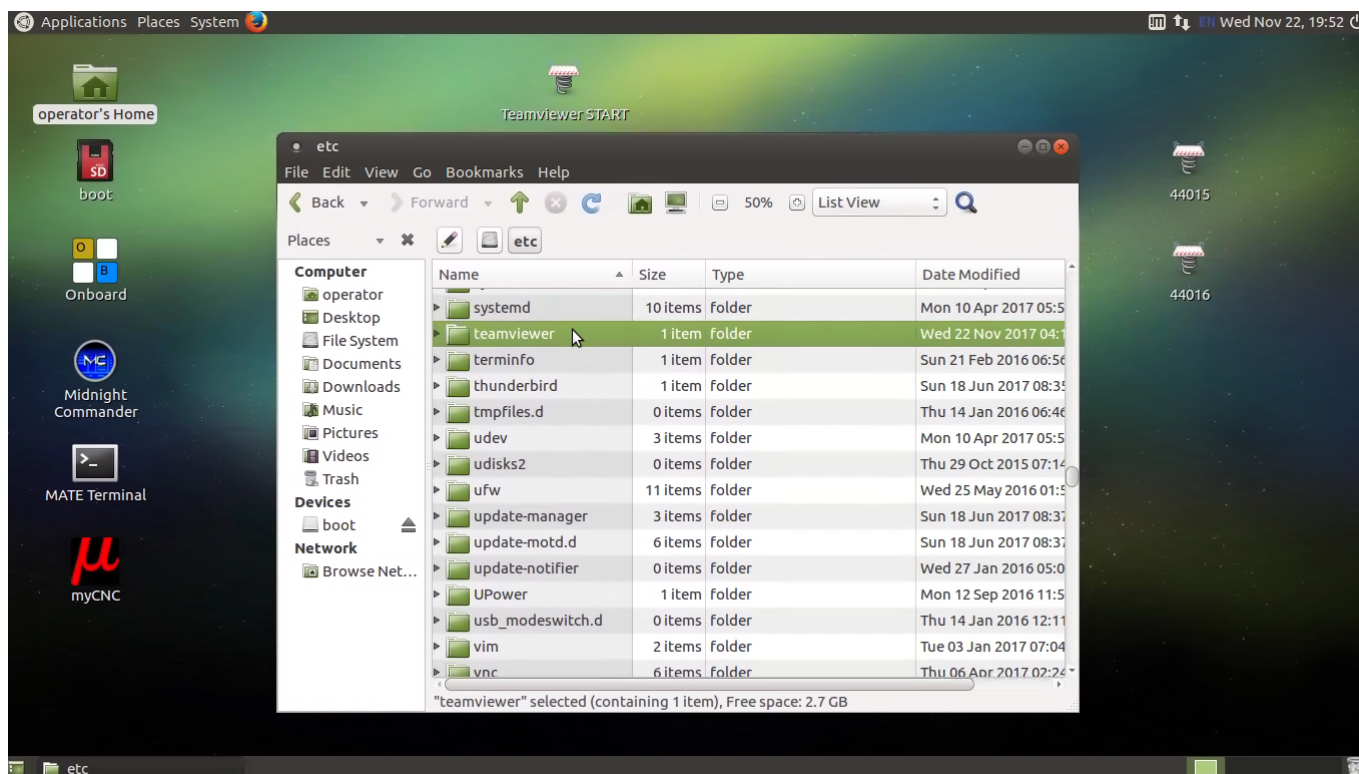 Applications Places System EN Wed Nov 22, 19:52
operator's Home
SD
boot
O
B
Onboard
MC
Midnight
Commander
>_
MATE Terminal
μ
myCNC
Teamviewer START
44015
44016
etc
File Edit View Go Bookmarks Help
Back Forward 50% List View
Places etc
Computer
operator
Desktop
File System
Documents
Downloads
Music
Pictures
Videos
Trash
Devices
boot
Network
Browse Net...
Name Size Type Date Modified
systemd 10 items folder Mon 10 Apr 2017 05:5
teamviewer 1 item folder Wed 22 Nov 2017 04:1
terminfo 1 item folder Sun 21 Feb 2016 06:56
thunderbird 1 item folder Sun 18 Jun 2017 08:35
tmpfiles.d 0 items folder Thu 14 Jan 2016 06:46
udev 3 items folder Mon 10 Apr 2017 05:5
udisks2 0 items folder Thu 29 Oct 2015 07:14
ufw 11 items folder Wed 25 May 2016 01:5
update-manager 3 items folder Sun 18 Jun 2017 08:37
update-motd.d 6 items folder Sun 18 Jun 2017 08:37
update-notifier 0 items folder Wed 27 Jan 2016 05:0
UPower 1 item folder Mon 12 Sep 2016 11:5
usb_modeswitch.d 0 items folder Thu 14 Jan 2016 12:11
vim 2 items folder Tue 03 Jan 2017 07:04
vnc 6 items folder Thu 06 Apr 2017 02:24
"teamviewer" selected (containing 1 item), Free space: 2.7 GB
etc